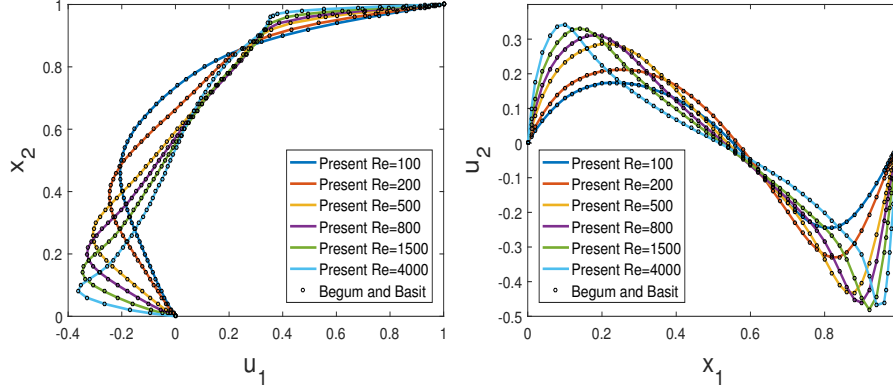 1
0.8
0.6
0.4
0.2
0
x2
-0.4
-0.2
0
0.2
0.4
0.6
0.8
1
u1
Present Re=100
Present Re=200
Present Re=500
Present Re=800
Present Re=1500
Present Re=4000
Begum and Basit
0.3
0.2
0.1
0
-0.1
-0.2
-0.3
-0.4
-0.5
u2
0
0.2
0.4
0.6
0.8
x1
Present Re=100
Present Re=200
Present Re=500
Present Re=800
Present Re=1500
Present Re=4000
Begum and Basit